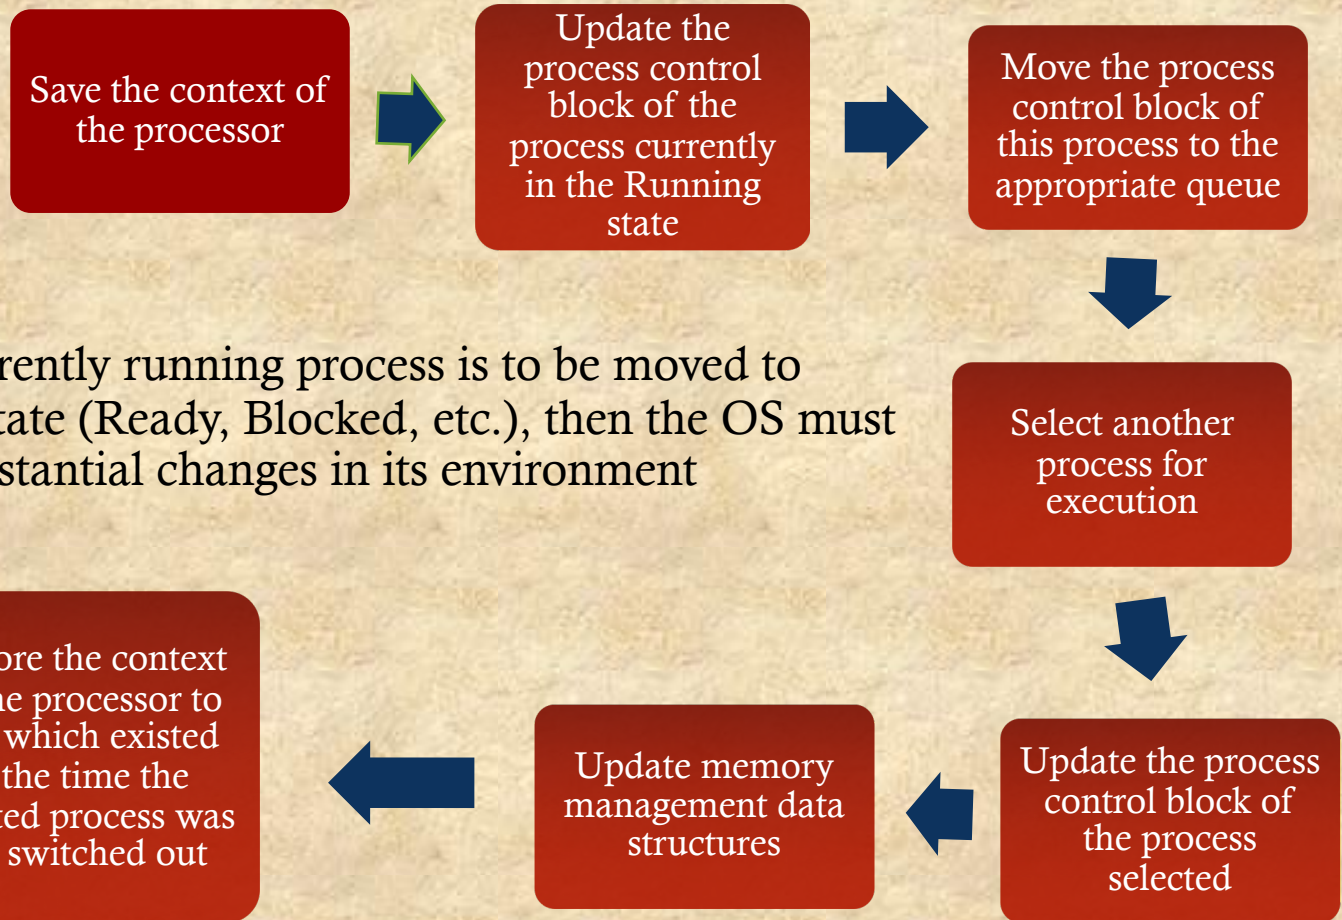 Save the context of
the processor
Update the
process control
block of the
process currently
in the Running
state
Move the process
control block of
this process to the
appropriate queue
rently running process is to be moved to
tate (Ready, Blocked, etc.), then the OS must
stantial changes in its environment
Select another
process for
execution
Update the process
control block of
the process
selected
Update memory
management data
structures
ore the context
he processor to
which existed
the time the
ted process was
switched out